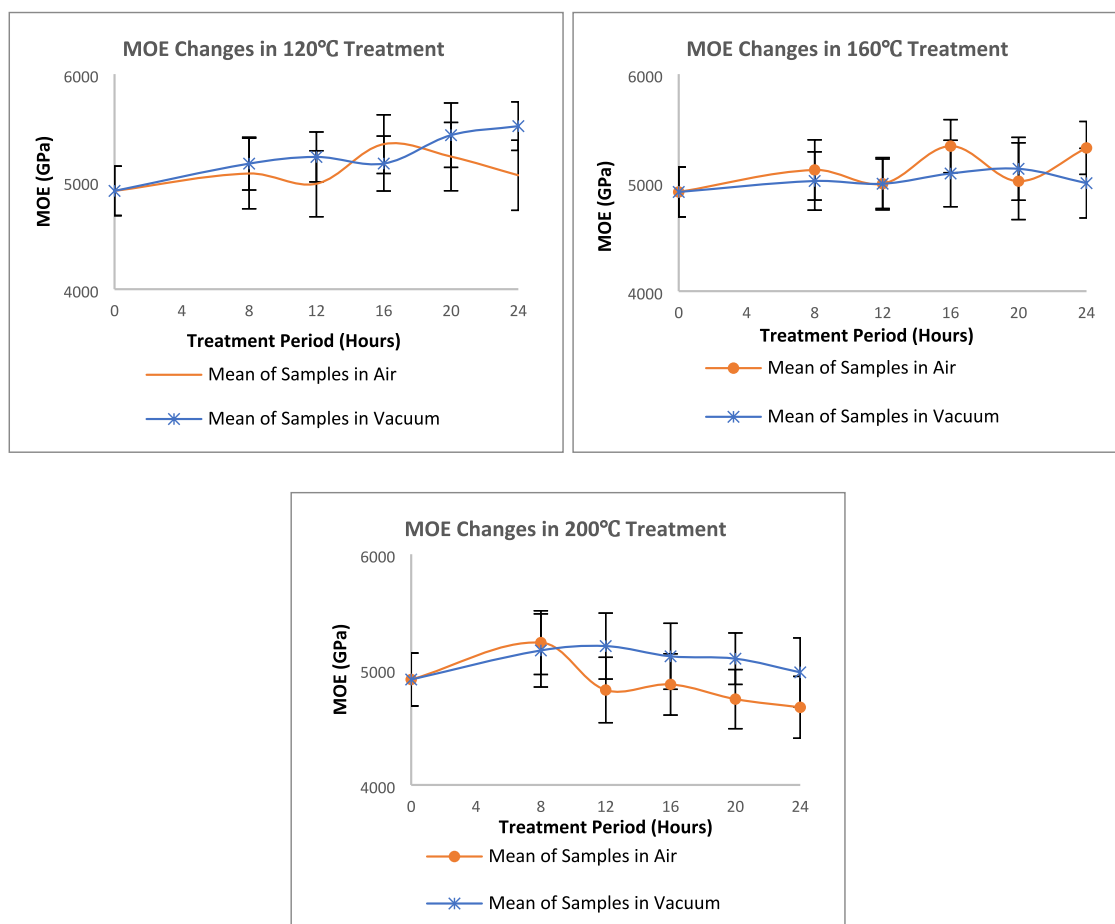 MOE Changes in 120℃ Treatment
6000
5000
4000
MOE (GPa)
0 4 8 12 16 20 24
Treatment Period (Hours)
Mean of Samples in Air
Mean of Samples in Vacuum
MOE Changes in 160℃ Treatment
6000
5000
4000
MOE (GPa)
0 4 8 12 16 20 24
Treatment Period (Hours)
Mean of Samples in Air
Mean of Samples in Vacuum
MOE Changes in 200℃ Treatment
6000
5000
4000
MOE (GPa)
0 4 8 12 16 20 24
Treatment Period (Hours)
Mean of Samples in Air
Mean of Samples in Vacuum